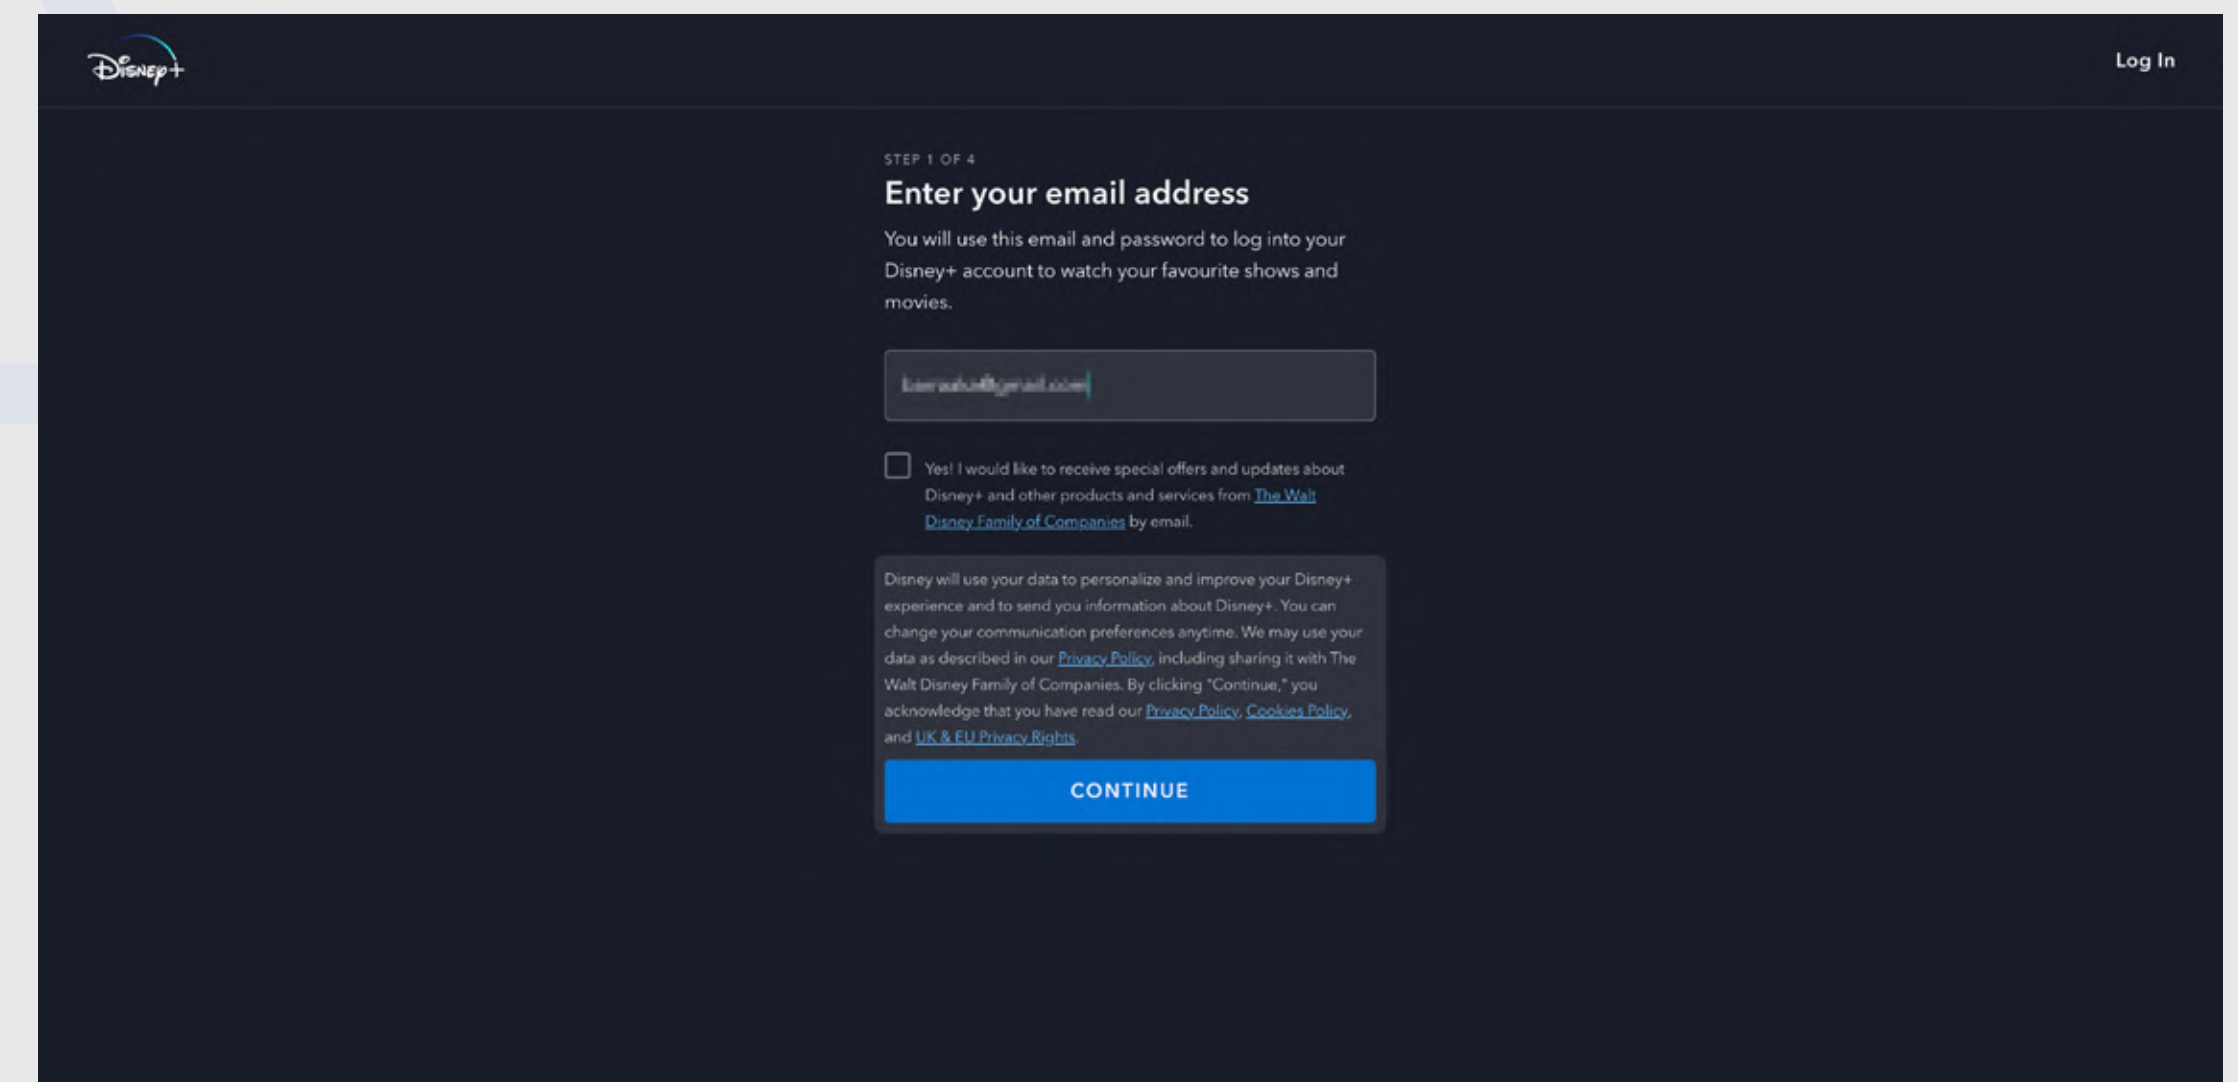 Disney+
Log In
STEP 1 OF 4
Enter your email address
You will use this email and password to log into your
Disney+ account to watch your favourite shows and
movies.
Yes! I would like to receive special offers and updates about
Disney+ and other products and services from The Walt
Disney Family of Companies by email.
Disney will use your data to personalize and improve your Disney+
experience and to send you information about Disney+. You can
change your communication preferences anytime. We may use your
data as described in our Privacy Policy, including sharing it with The
Walt Disney Family of Companies. By clicking "Continue," you
acknowledge that you have read our Privacy Policy, Cookies Policy,
and UK & EU Privacy Rights.
CONTINUE